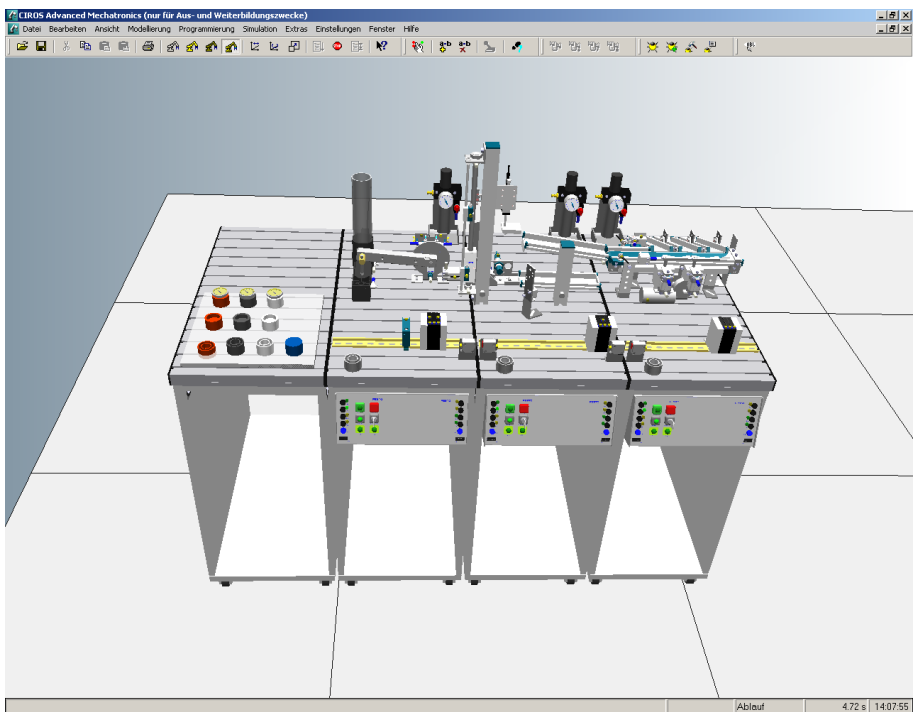 CIROS Advanced Mechatronics (nur für Aus- und Weiterbildungszwecke)
Datei Bearbeiten Ansicht Modellierung Programmierung Simulation Extras Einstellungen Fenster Hilfe
a-b a-b
Ablauf 4.72 s 14:07:55